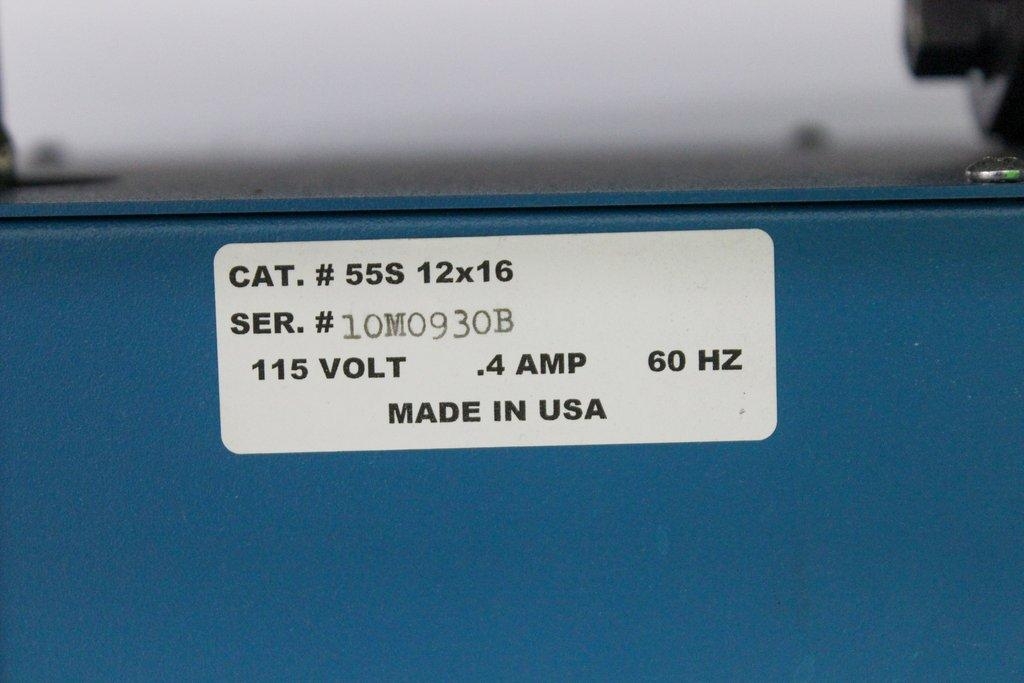 CAT. # 55S 12x16
SER. # 10M0930B
115 VOLT .4 AMP 60 HZ
MADE IN USA